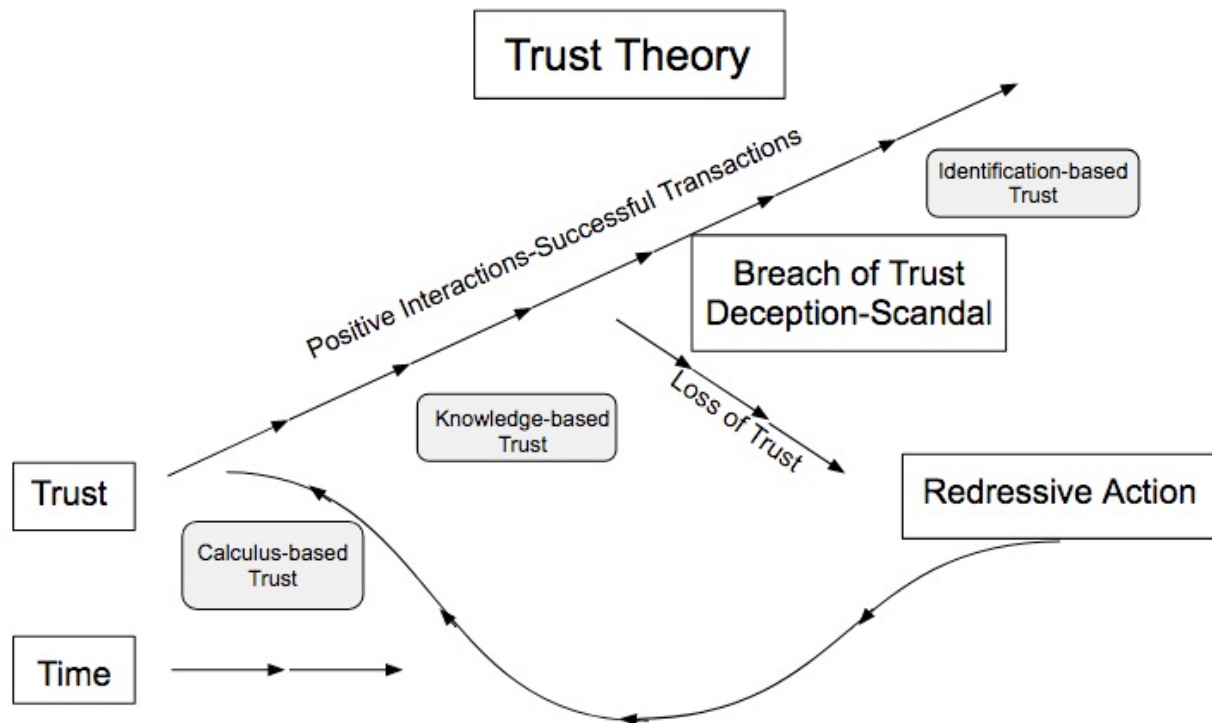 Trust Theory
Positive Interactions-Successful Transactions
Identification-based
Trust
Breach of Trust
Deception-Scandal
Loss of Trust
Knowledge-based
Trust
Trust
Redressive Action
Calculus-based
Trust
Time